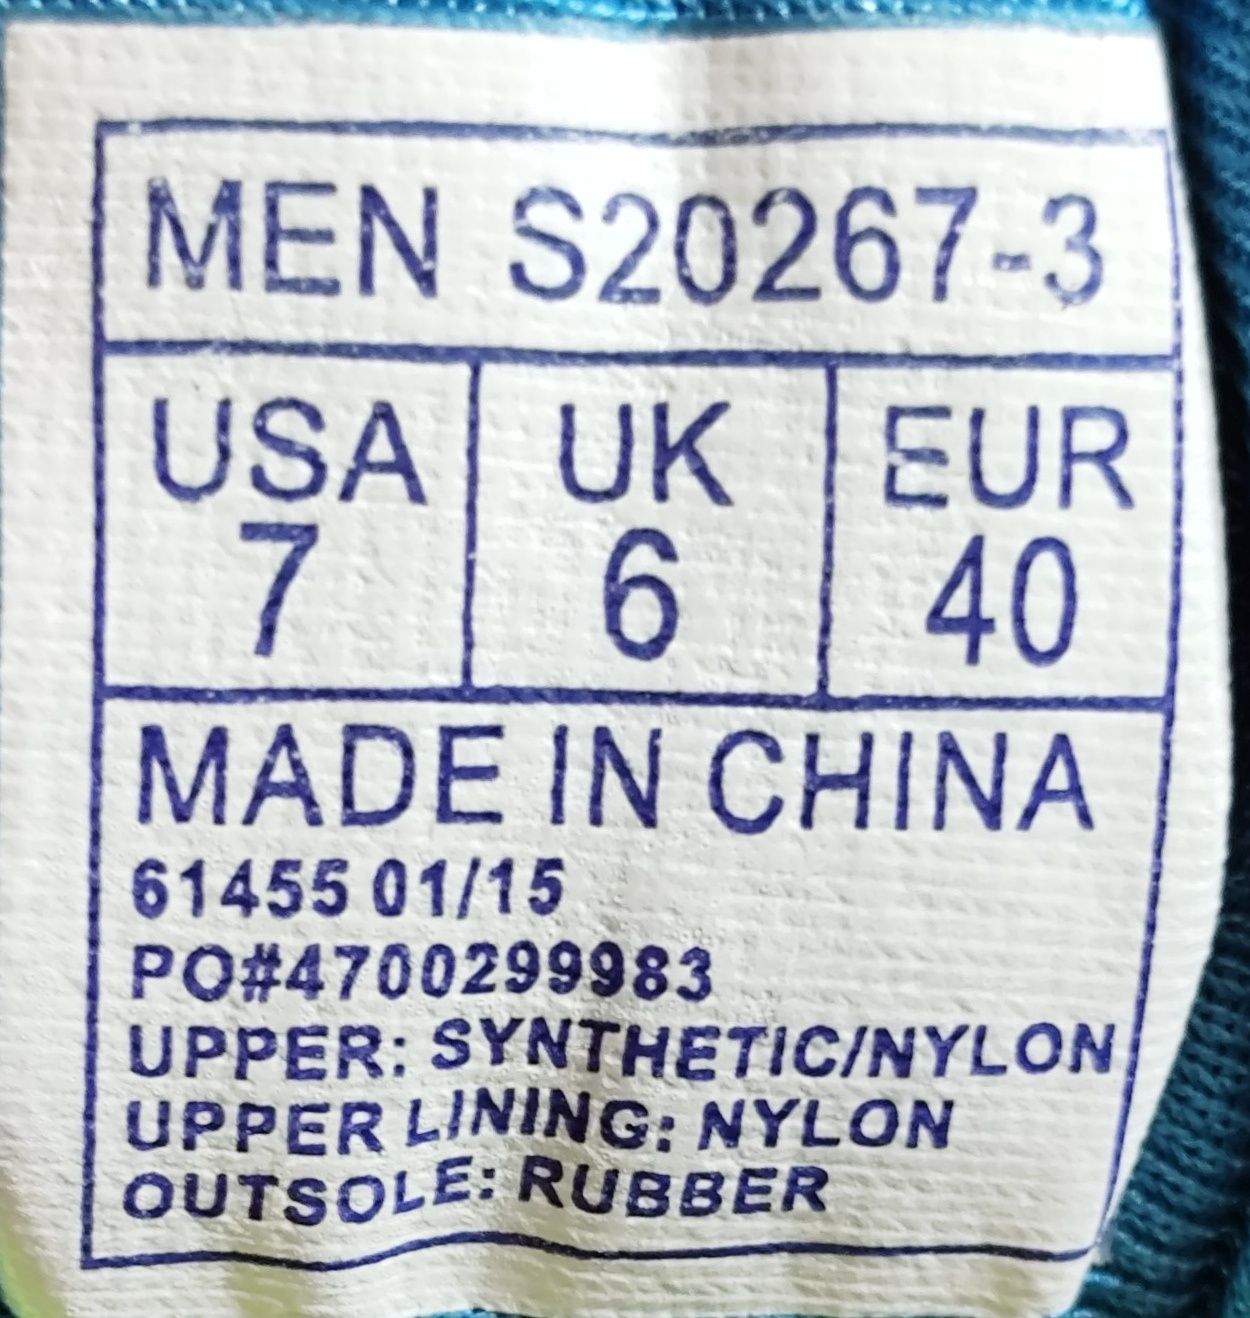 MEN S20267-3
USA UK EUR
7 6 40
MADE IN CHINA
61455 01/15
PO#4700299983
UPPER: SYNTHETIC/NYLON
UPPER LINING: NYLON
OUTSOLE: RUBBER